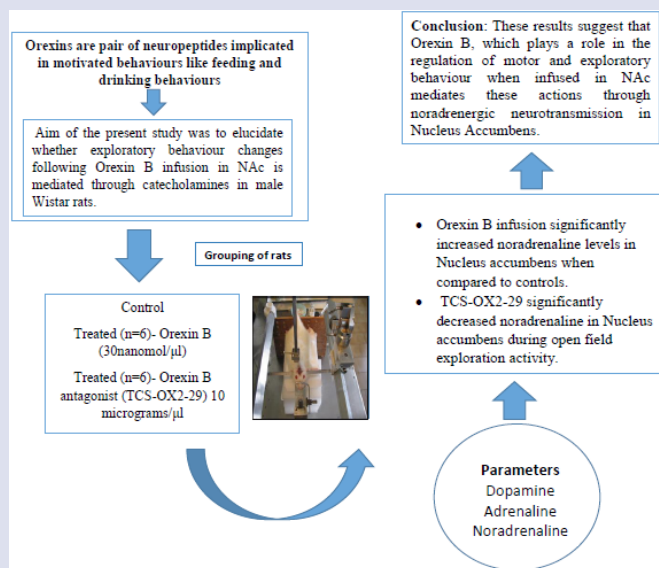 Orexins are pair of neuropeptides implicated
in motivated behaviours like feeding and
drinking behaviours
Aim of the present study was to elucidate
whether exploratory behaviour changes
following Orexin B infusion in NAc is
mediated through catecholamines in male
Wistar rats.
Grouping of rats
Control
Treated (n=6)- Orexin B
(30nanomol/µl)
Treated (n=6)- Orexin B
antagonist (TCS-OX2-29) 10
micrograms/µl
Parameters
Dopamine
Adrenaline
Noradrenaline
• Orexin B infusion significantly
increased noradrenaline levels in
Nucleus accumbens when
compared to controls.
• TCS-OX2-29 significantly
decreased noradrenaline in Nucleus
accumbens during open field
exploration activity.
Conclusion: These results suggest that
Orexin B, which plays a role in the
regulation of motor and exploratory
behaviour when infused in NAc
mediates these actions through
noradrenergic neurotransmission in
Nucleus Accumbens.